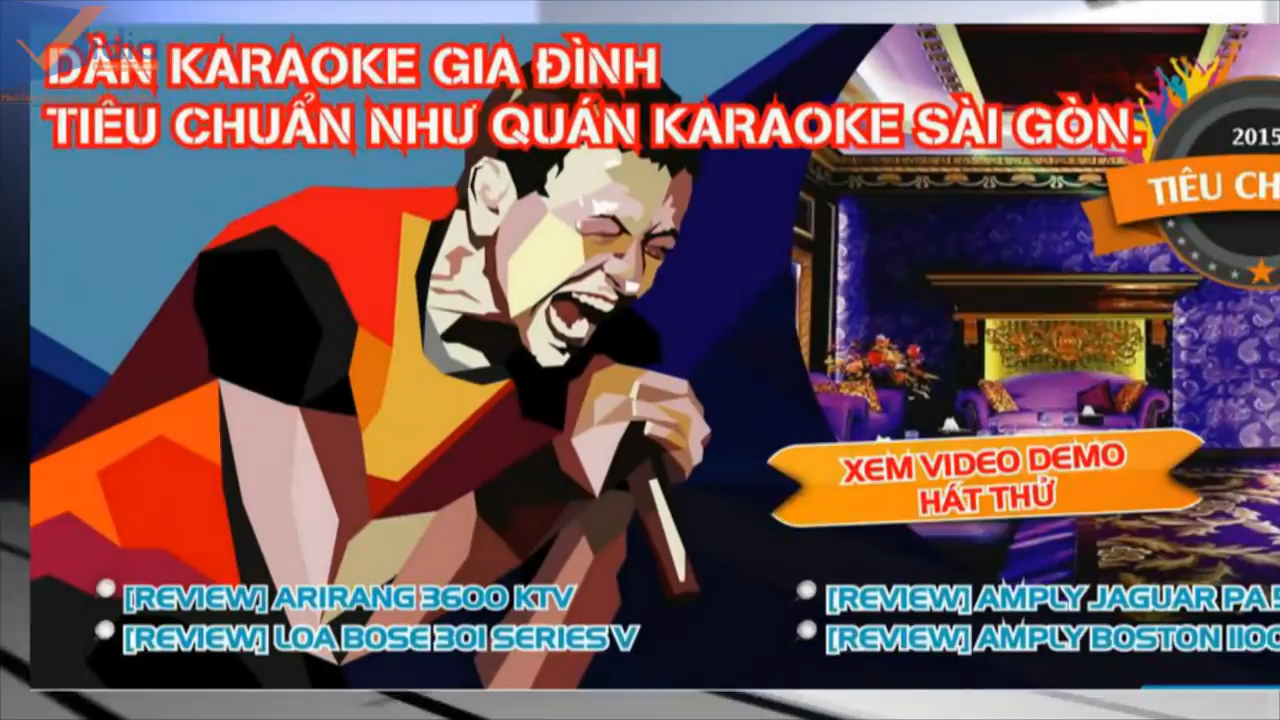 DÀN KARAOKE GIA ĐÌNH
TIÊU CHUẨN NHƯ QUÁN KARAOKE SÀI GÒN.
2015
TIÊU CH
XEM VIDEO DEMO
HÁT THỬ
[REVIEW] ARIRANG 3600 KTV
[REVIEW] LOA BOSE 301 SERIES V
[REVIEW] AMPLY JAGUAR PA
[REVIEW] AMPLY BOSTON 1100